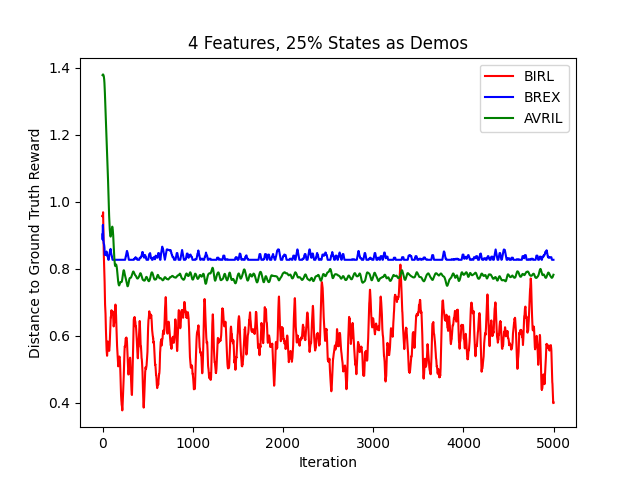 4 Features, 25% States as Demos
BIRL
BREX
AVRIL
Distance to Ground Truth Reward
1.4
1.2
1.0
0.8
0.6
0.4
0 1000 2000 3000 4000 5000
Iteration